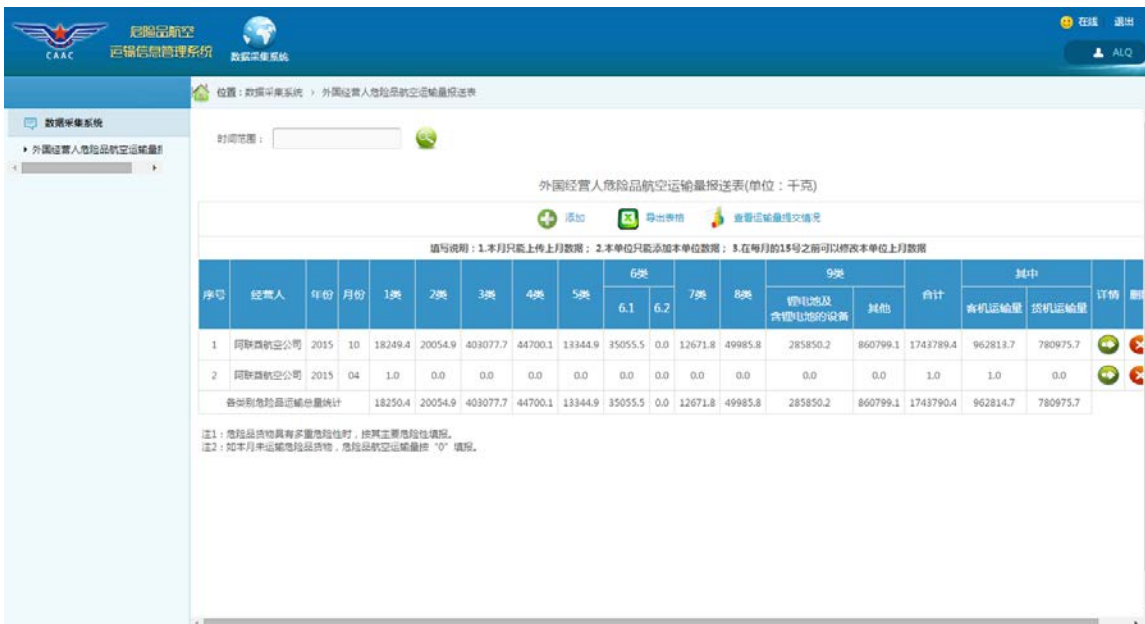 危险品航空
运输信息管理系统
CAAC
数据采集系统
在线 退出
ALQ
位置：数据采集系统 › 外国经营人危险品航空运输量报送表
数据采集系统
外国经营人危险品航空运输量
时间范围：
外国经营人危险品航空运输量报送表(单位：千克)
添加 导出表格 查看运输量提交情况
填写说明：1.本月只能上传上月数据； 2.本单位只能添加本单位数据； 3.在每月的15号之前可以修改本单位上月数据
序号 经营人 年份 月份 1类 2类 3类 4类 5类 6类 7类 8类 9类 合计 其中 详情 删
6.1 6.2 锂电池及含锂电池的设备 其他 客机运输量 货机运输量
1 阿联酋航空公司 2015 10 18249.4 20054.9 403077.7 44700.1 13344.9 35055.5 0.0 12671.8 49985.8 285850.2 860799.1 1743789.4 962813.7 780975.7
2 阿联酋航空公司 2015 04 1.0 0.0 0.0 0.0 0.0 0.0 0.0 0.0 0.0 0.0 0.0 1.0 1.0 0.0
各类别危险品运输总量统计 18250.4 20054.9 403077.7 44700.1 13344.9 35055.5 0.0 12671.8 49985.8 285850.2 860799.1 1743790.4 962814.7 780975.7
注1：危险品货物具有多重危险性时，按其主要危险性填报。
注2：如本月未运输危险品货物，危险品航空运输量按“0”填报。